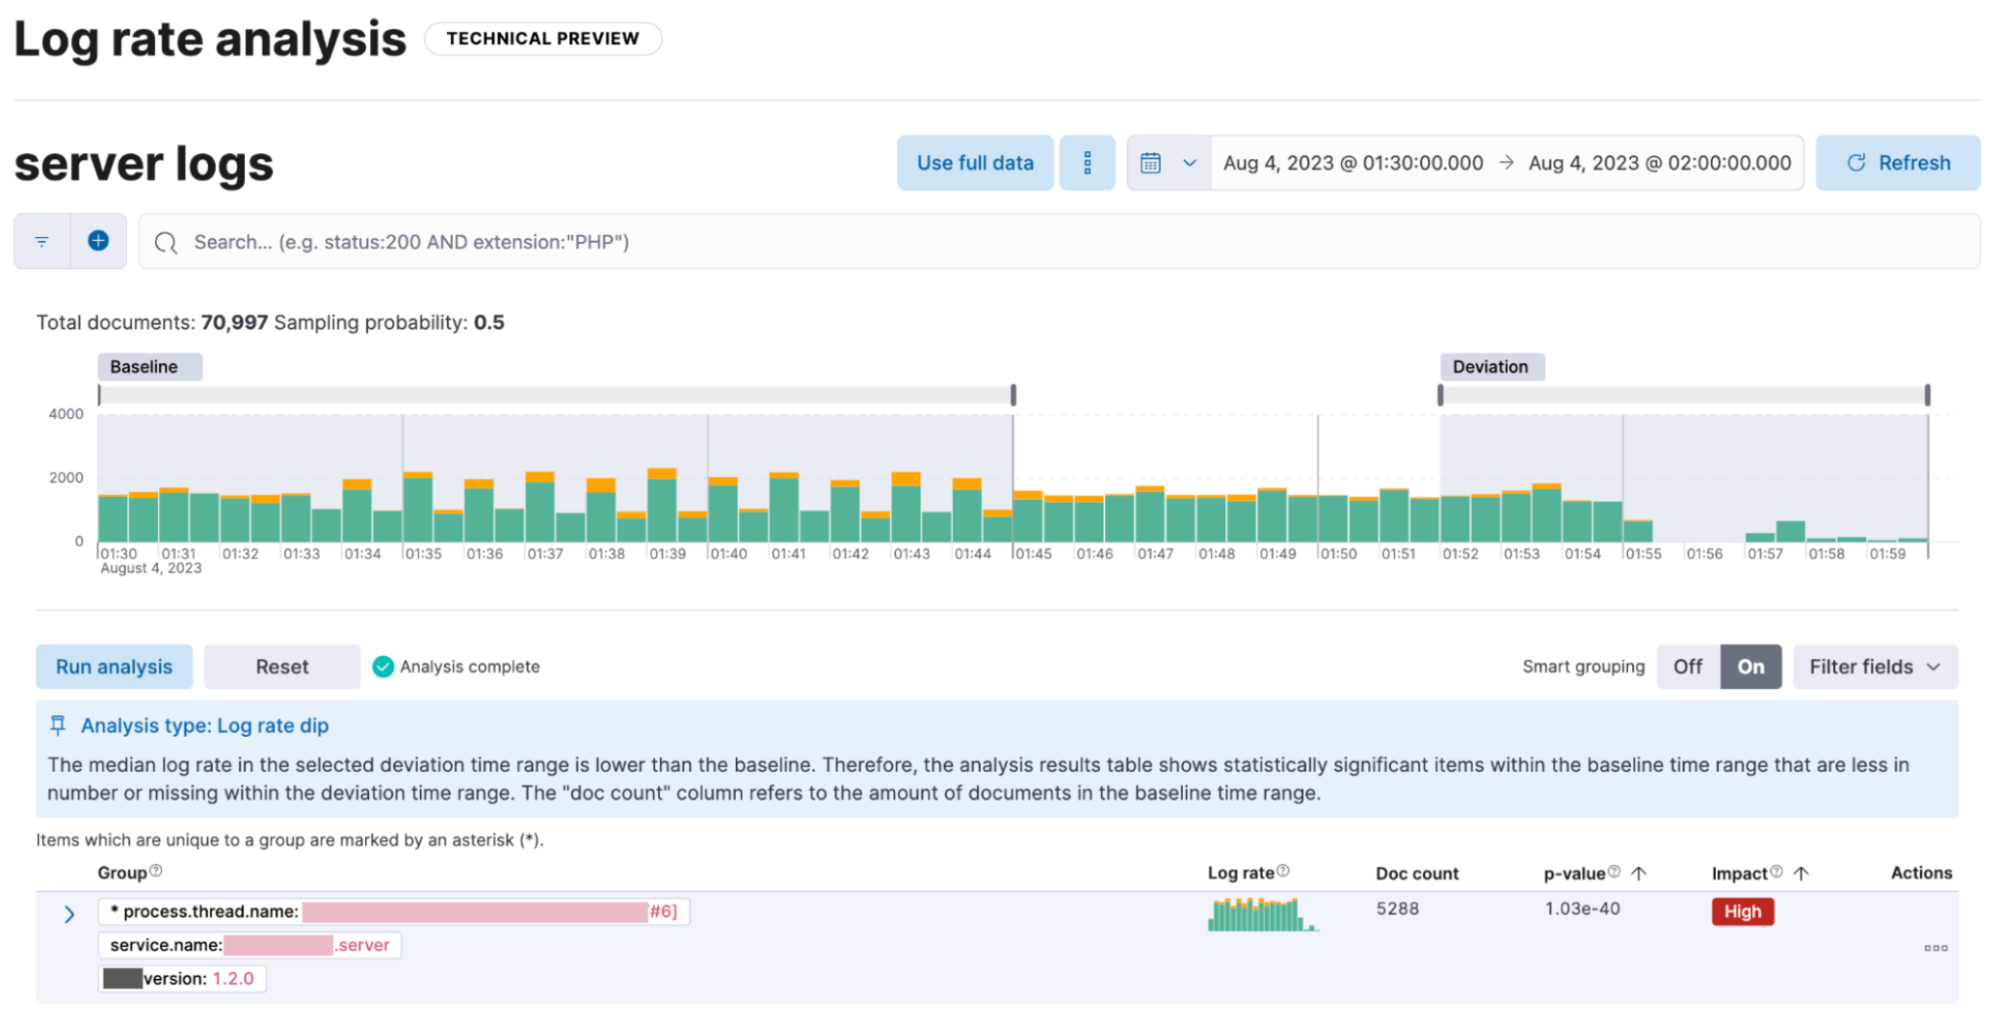 Log rate analysis TECHNICAL PREVIEW
server logs Use full data Aug 4, 2023 @ 01:30:00.000 → Aug 4, 2023 @ 02:00:00.000 Refresh
Search... (e.g. status:200 AND extension:"PHP")
Total documents: 70,997 Sampling probability: 0.5
Baseline Deviation
4000
2000
0
01:30 01:31 01:32 01:33 01:34 01:35 01:36 01:37 01:38 01:39 01:40 01:41 01:42 01:43 01:44 01:45 01:46 01:47 01:48 01:49 01:50 01:51 01:52 01:53 01:54 01:55 01:56 01:57 01:58 01:59
August 4, 2023
Run analysis Reset Analysis complete Smart grouping Off On Filter fields
Analysis type: Log rate dip
The median log rate in the selected deviation time range is lower than the baseline. Therefore, the analysis results table shows statistically significant items within the baseline time range that are less in
number or missing within the deviation time range. The "doc count" column refers to the amount of documents in the baseline time range.
Items which are unique to a group are marked by an asterisk (*).
Group Log rate Doc count p-value ↑ Impact ↑ Actions
* process.thread.name: #6] 5288 1.03e-40 High
service.name: .server
version: 1.2.0